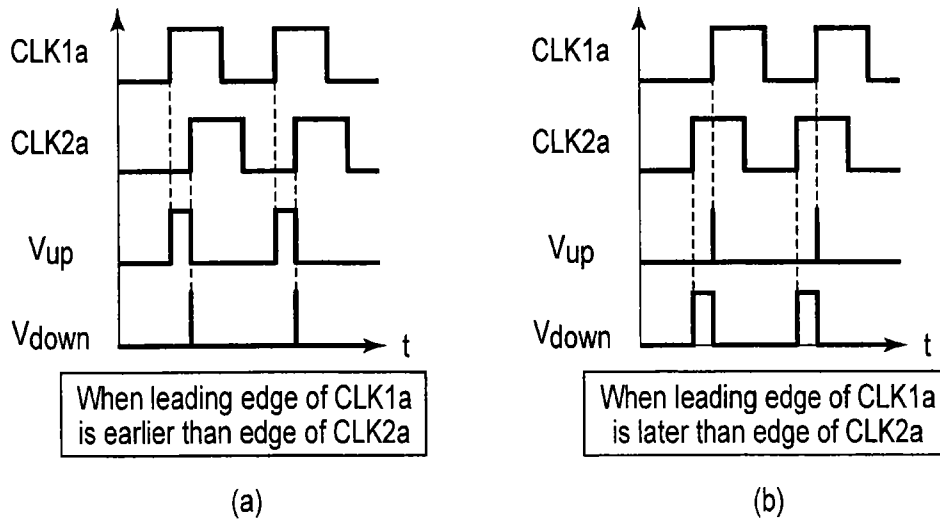 CLK1a
CLK2a
Vup
Vdown
t
When leading edge of CLK1a
is earlier than edge of CLK2a
(a)
CLK1a
CLK2a
Vup
Vdown
t
When leading edge of CLK1a
is later than edge of CLK2a
(b)